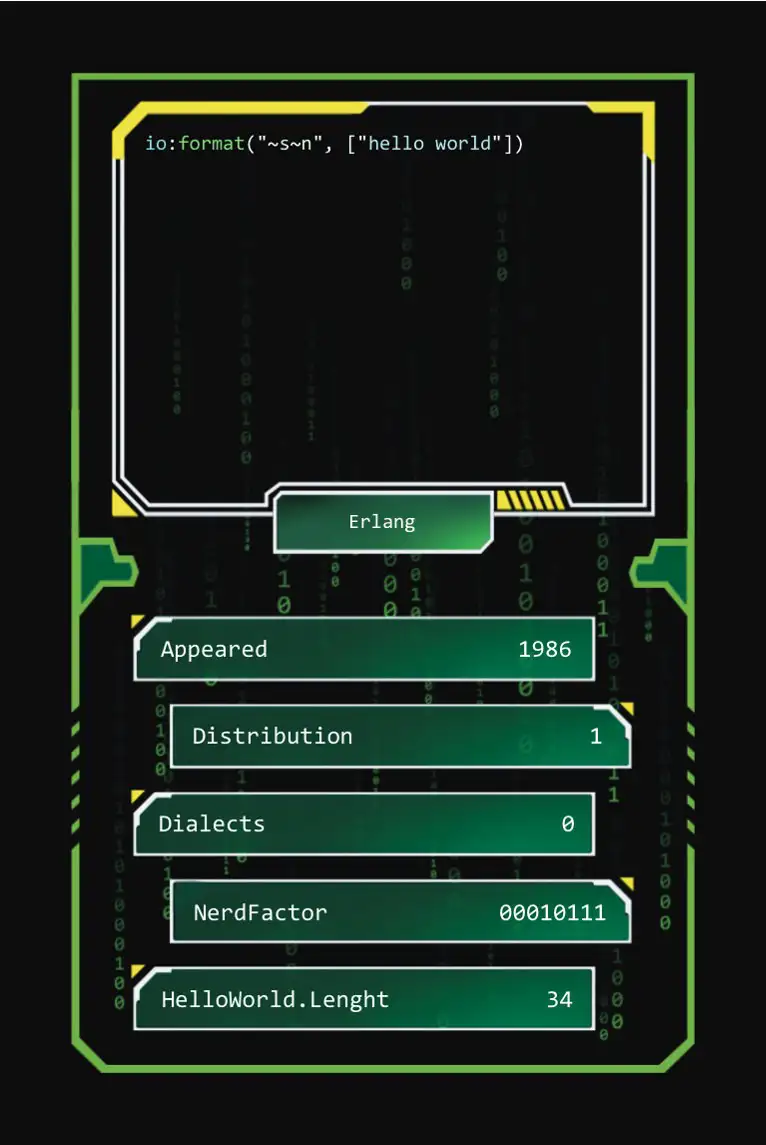 io:format("~s~n", ["hello world"])
Erlang
Appeared 1986
Distribution 1
Dialects 0
NerdFactor 00010111
HelloWorld.Lenght 34